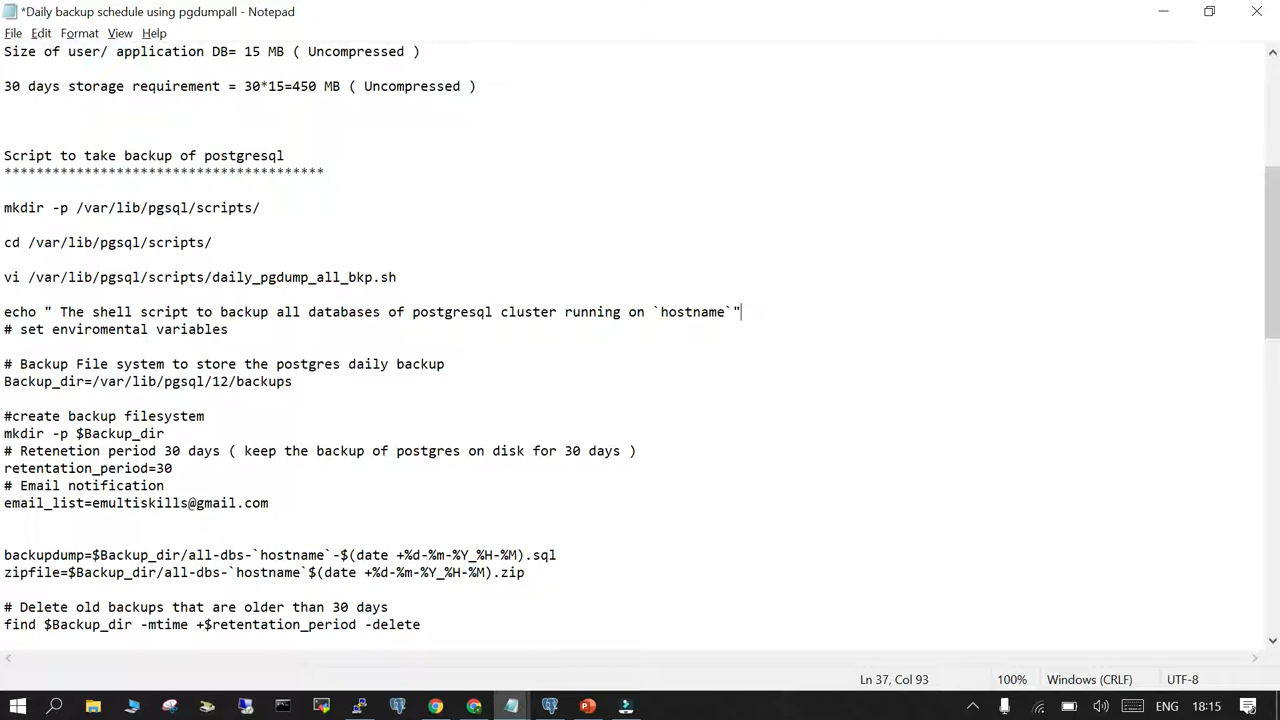 *Daily backup schedule using pgdumpall - Notepad
File Edit Format View Help
Size of user/ application DB= 15 MB ( Uncompressed )
30 days storage requirement = 30*15=450 MB ( Uncompressed )
Script to take backup of postgresql
****************************************
mkdir -p /var/lib/pgsql/scripts/
cd /var/lib/pgsql/scripts/
vi /var/lib/pgsql/scripts/daily_pgdump_all_bkp.sh
echo " The shell script to backup all databases of postgresql cluster running on `hostname`"
# set enviromental variables
# Backup File system to store the postgres daily backup
Backup_dir=/var/lib/pgsql/12/backups
#create backup filesystem
mkdir -p $Backup_dir
# Retenetion period 30 days ( keep the backup of postgres on disk for 30 days )
retentation_period=30
# Email notification
email_list=emultiskills@gmail.com
backupdump=$Backup_dir/all-dbs-`hostname`-$(date +%d-%m-%Y_%H-%M).sql
zipfile=$Backup_dir/all-dbs-`hostname`$(date +%d-%m-%Y_%H-%M).zip
# Delete old backups that are older than 30 days
find $Backup_dir -mtime +$retentation_period -delete
Ln 37, Col 93 100% Windows (CRLF) UTF-8
ENG 18:15